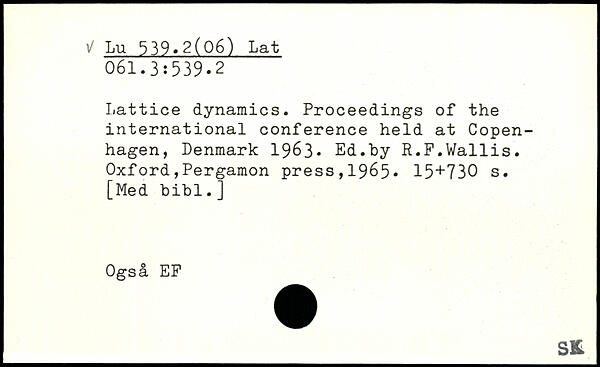 √ Lu 539.2(06) Lat
061.3:539.2
Lattice dynamics. Proceedings of the
international conference held at Copen-
hagen, Denmark 1963. Ed.by R.F.Wallis.
Oxford,Pergamon press,1965. 15+730 s.
[Med bibl.]
Også EF
SK